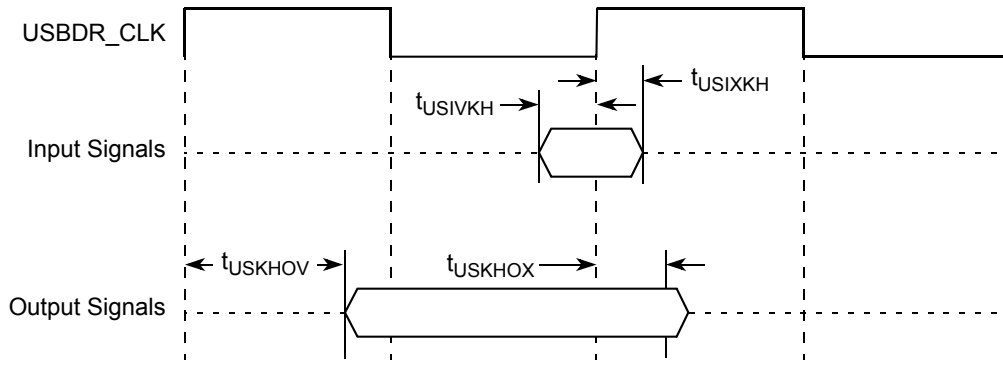 USBDR_CLK
tUSIXKH
tUSIVKH
Input Signals
tUSKHOV
tUSKHOX
Output Signals